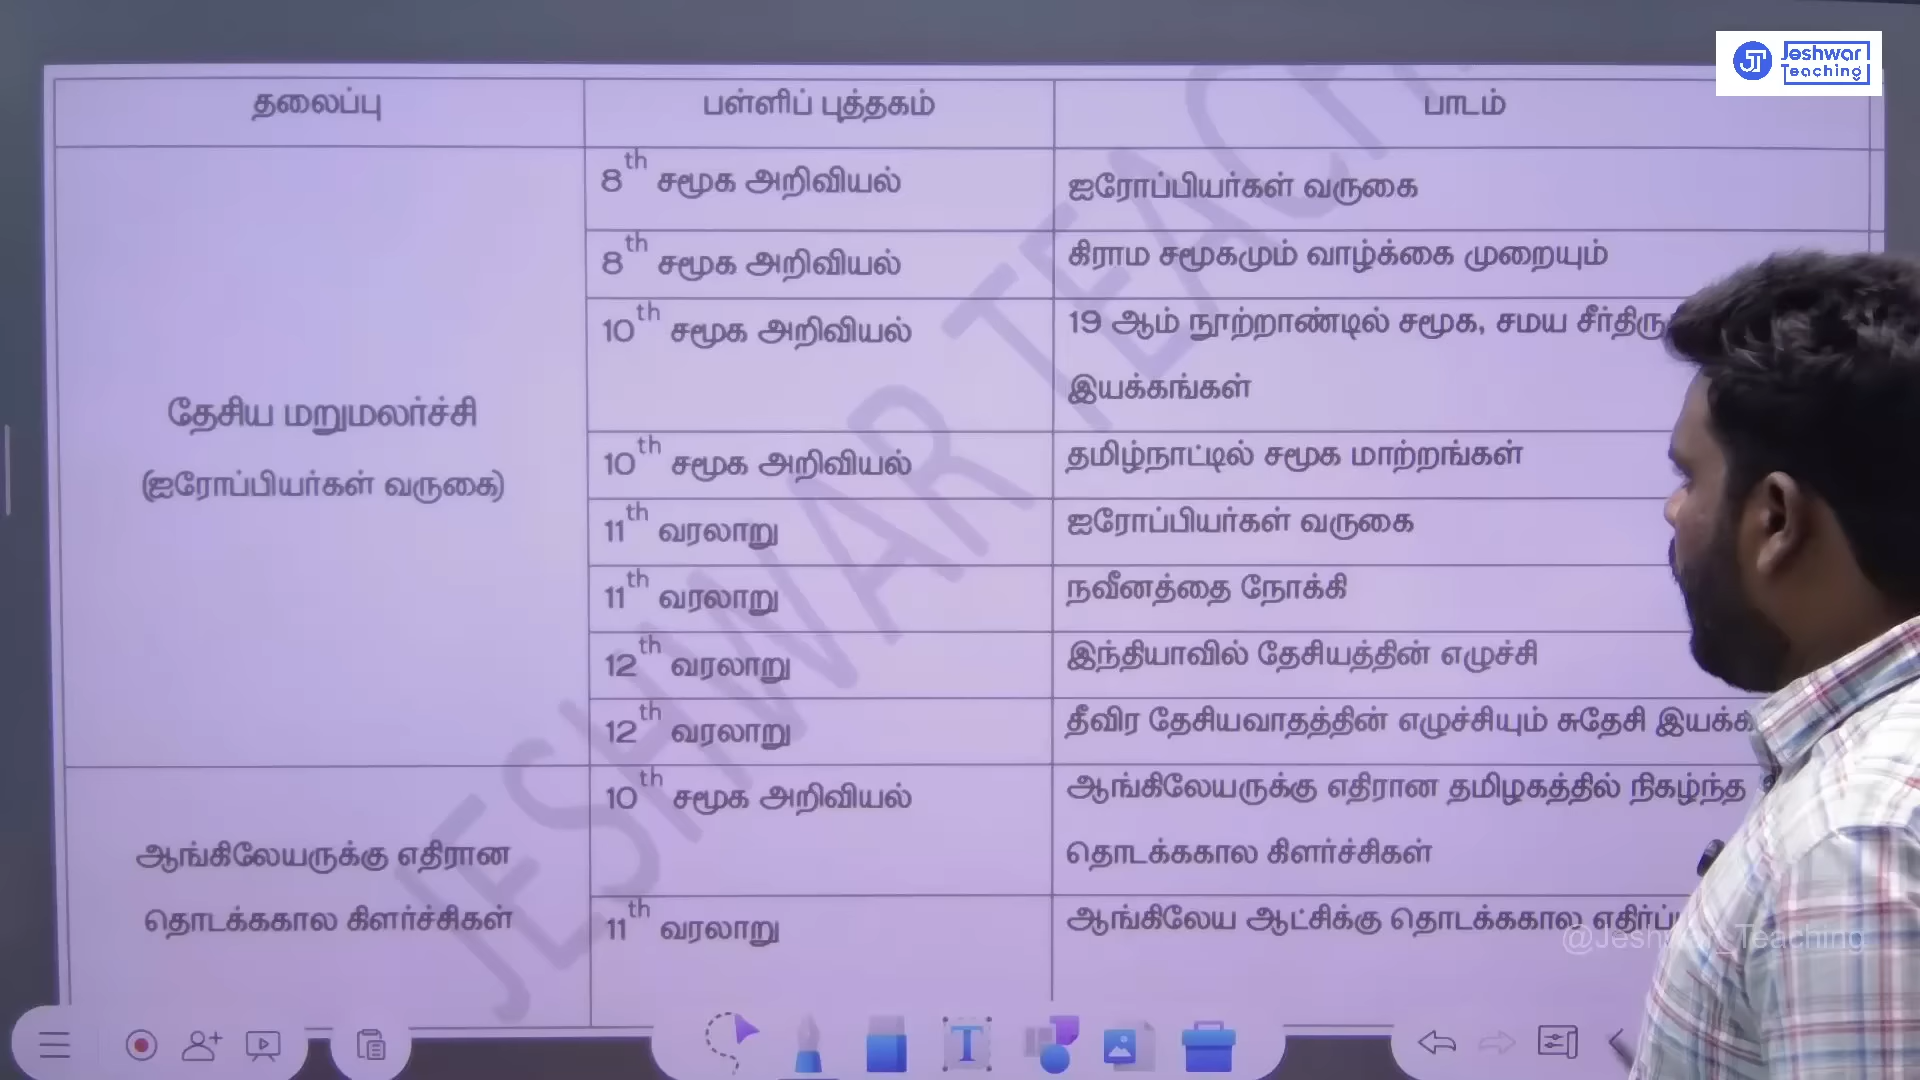 Jeshwar
Teaching
தலைப்பு
பள்ளிப் புத்தகம்
பாடம்
8th சமூக அறிவியல்
ஐரோப்பியர்கள் வருகை
8th சமூக அறிவியல்
கிராம சமூகமும் வாழ்க்கை முறையும்
10th சமூக அறிவியல்
19 ஆம் நூற்றாண்டில் சமூக, சமய
இயக்கங்கள்
தேசிய மறுமலர்ச்சி
(ஐரோப்பியர்கள் வருகை)
10th சமூக அறிவியல்
தமிழ்நாட்டில் சமூக மாற்றங்கள்
11th வரலாறு
ஐரோப்பியர்கள் வருகை
11th வரலாறு
நவீனத்தை நோக்கி
12th வரலாறு
இந்தியாவில் தேசியத்தின் எழுச்சி
12th வரலாறு
தீவிர தேசியவாதத்தின் எழுச்சியும் சுதேசி
ஆங்கிலேயருக்கு எதிரான
தொடக்ககால கிளர்ச்சிகள்
10th சமூக அறிவியல்
ஆங்கிலேயருக்கு எதிரான தமிழகத்தில் நிகழ்ந்த
தொடக்ககால கிளர்ச்சிகள்
11th வரலாறு
ஆங்கிலேய ஆட்சிக்கு தொடக்ககால
@Jeshwar_Teaching
JESHWAR TEACH
T